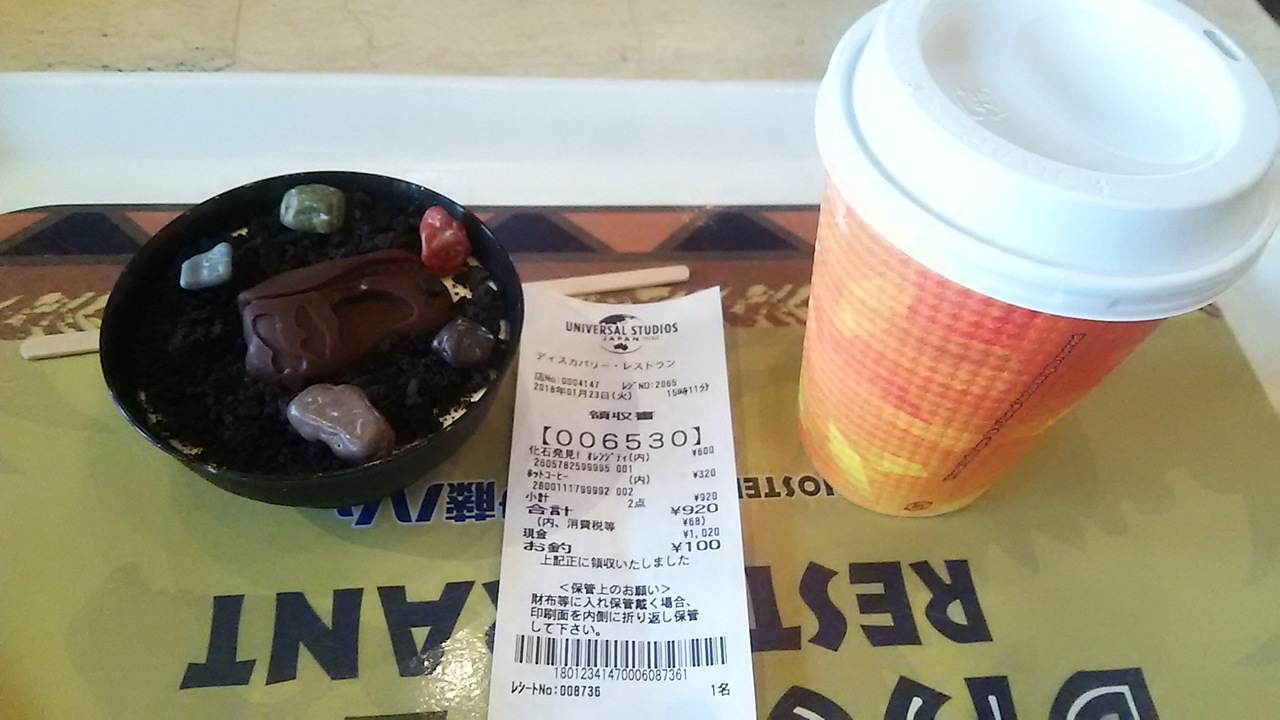 UNIVERSAL STUDIOS
JAPAN
ディスカバリー・レストラン
店No:0004147 レジNO:2065
2018年01月23日(火) 15時11分
領収書
【006530】
化石発見! ｵﾚﾝｼﾞﾃｨ(内) ¥600
2605782599995 001
ﾎｯﾄｺｰﾋｰ (内) ¥320
2600111799992 002
小計 2点 ¥920
合計 ¥920
(内、消費税等 ¥68)
現金 ¥1,020
お釣 ¥100
上記正に領収いたしました
<保管上のお願い>
財布等に入れ保管戴く場合、
印刷面を内側に折り返し保管
して下さい。
18012341470006087361
ﾚｼｰﾄNo:008736 1名
藤ハム
REST RANT